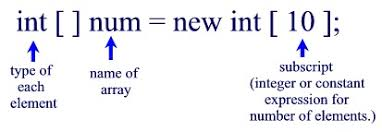 int [ ] num = new int [ 10 ];
type of
each
element
name of
array
subscript
(integer or constant
expression for
number of elements.)